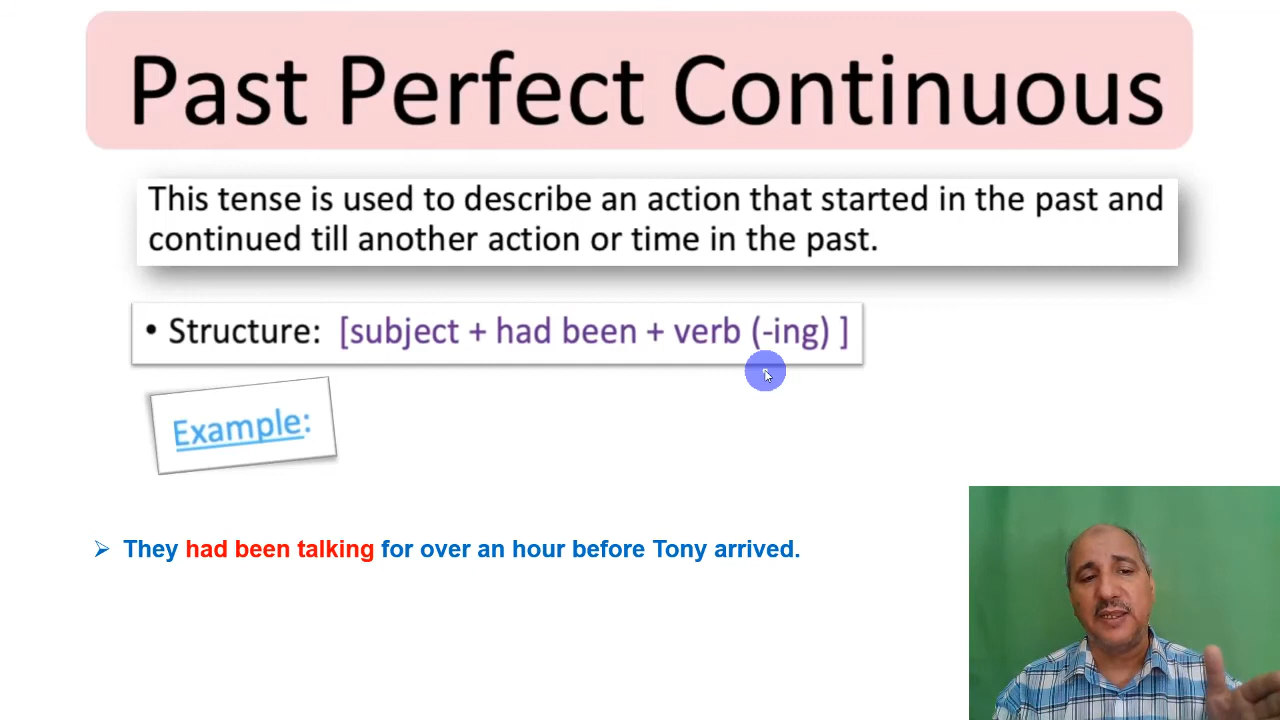 Past Perfect Continuous
This tense is used to describe an action that started in the past and
continued till another action or time in the past.
• Structure: [subject + had been + verb (-ing) ]
Example:
➢ They had been talking for over an hour before Tony arrived.